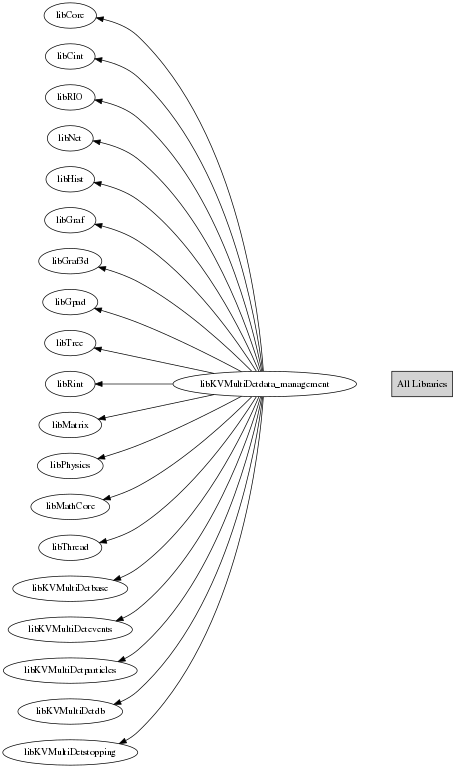 libCore
libCint
libRIO
libNet
libHist
libGraf
libGraf3d
libGpad
libTree
libKVMultiDetdata_management
All Libraries
libRint
libMatrix
libPhysics
libMathCore
libThread
libKVMultiDetbase
libKVMultiDetevents
libKVMultiDetparticles
libKVMultiDetdb
libKVMultiDetstopping